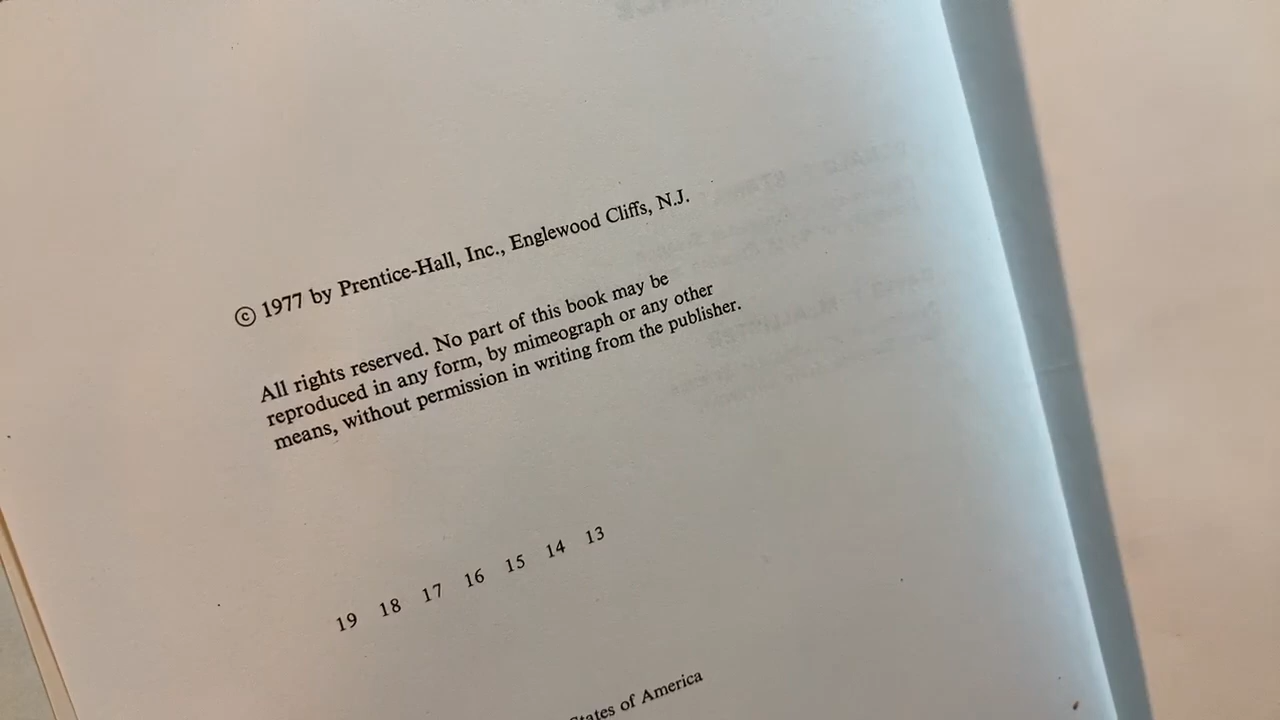 © 1977 by Prentice-Hall, Inc., Englewood Cliffs, N.J.
All rights reserved. No part of this book may be
reproduced in any form, by mimeograph or any other
means, without permission in writing from the publisher.
19 18 17 16 15 14 13
States of America